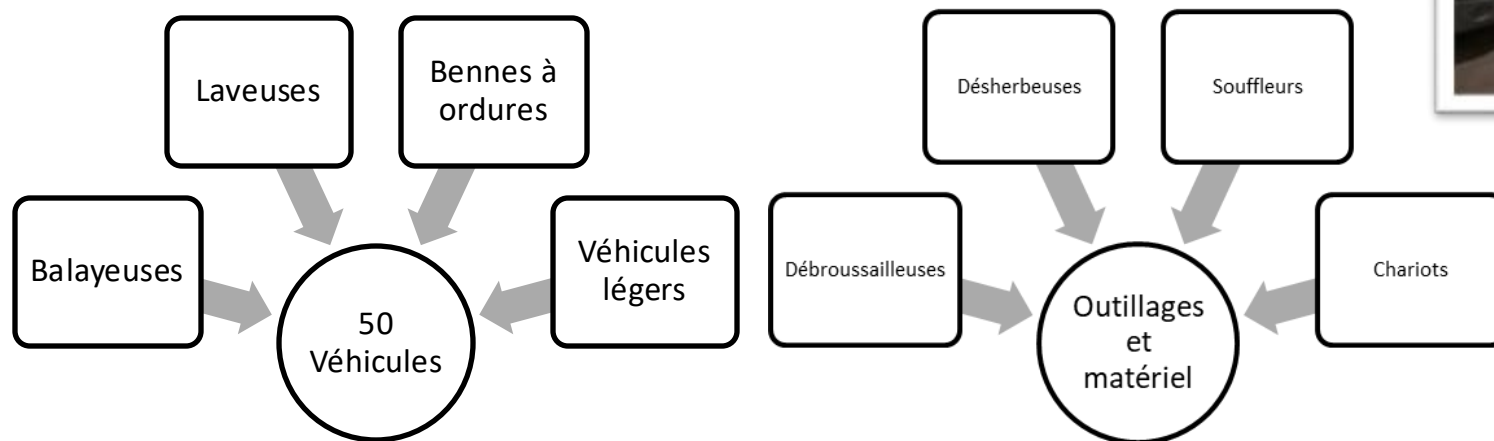 Balayeuses
Laveuses
Bennes à
ordures
Véhicules
légers
50
Véhicules
Débroussailleuses
Désherbeuses
Souffleurs
Chariots
Outillages
et
matériel